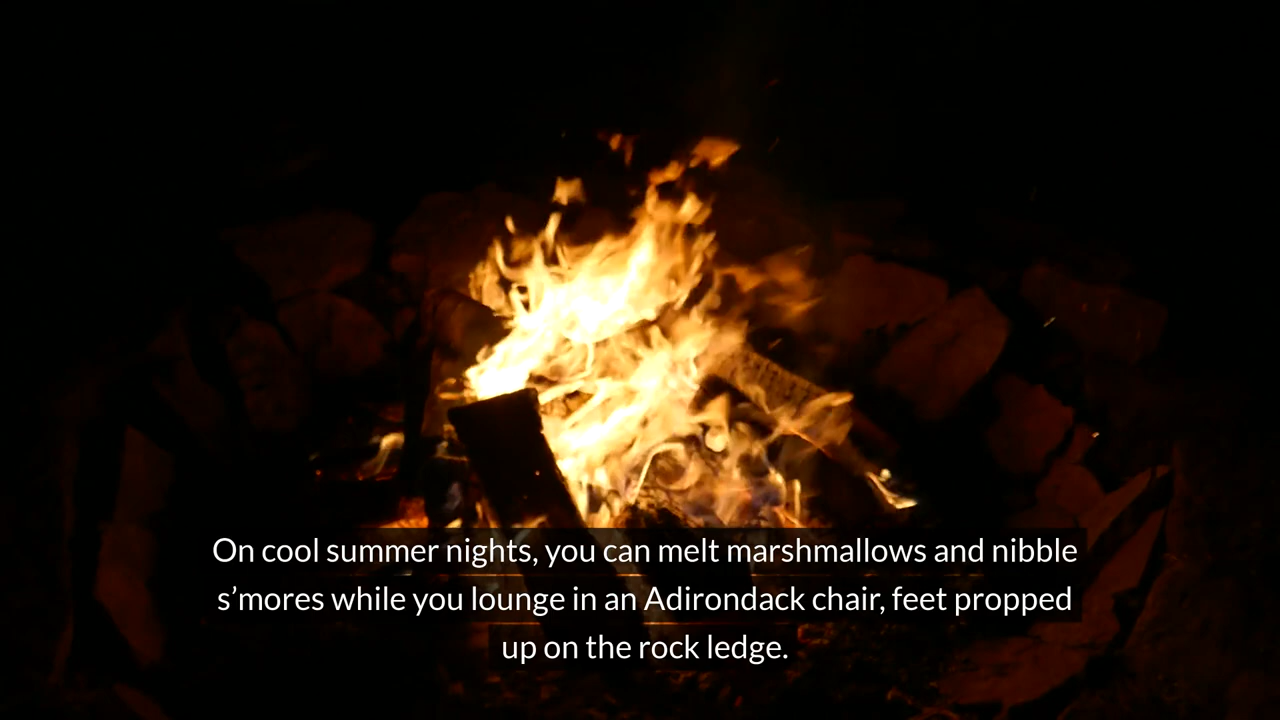 On cool summer nights, you can melt marshmallows and nibble
s’mores while you lounge in an Adirondack chair, feet propped
up on the rock ledge.